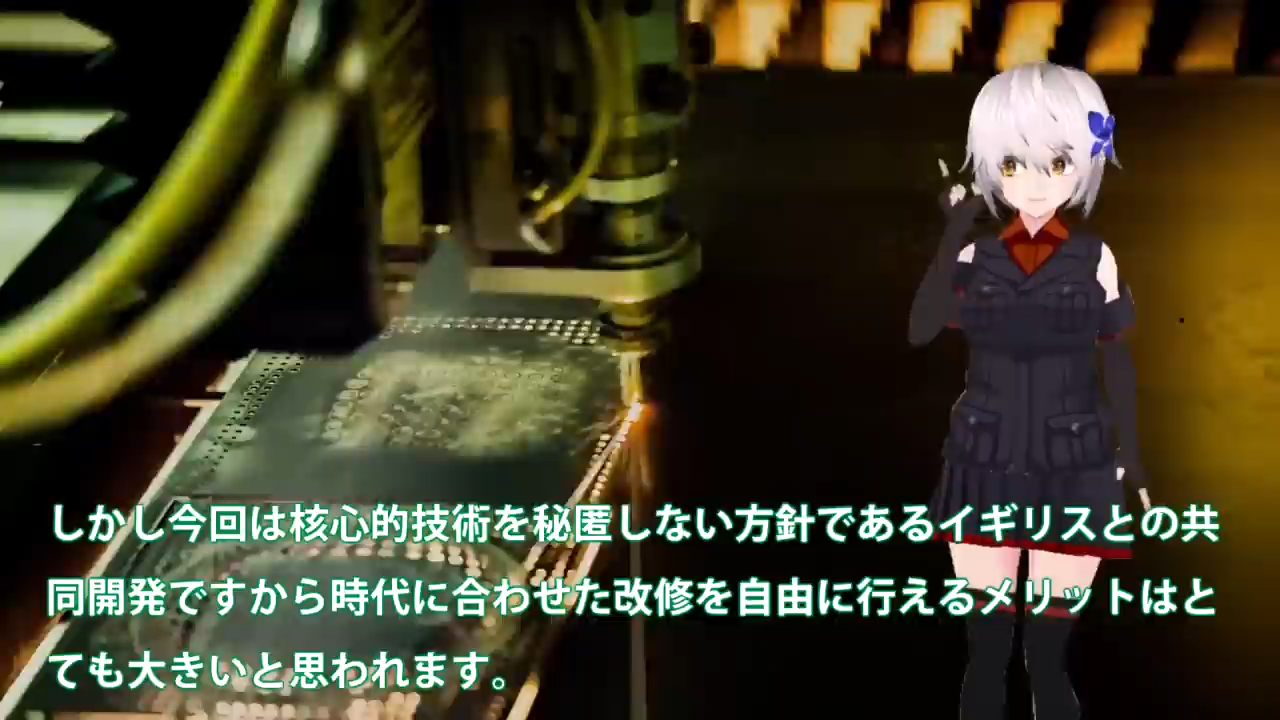 しかし今回は核心的技術を秘匿しない方針であるイギリスとの共
同開発ですから時代に合わせた改修を自由に行えるメリットはと
ても大きいと思われます。